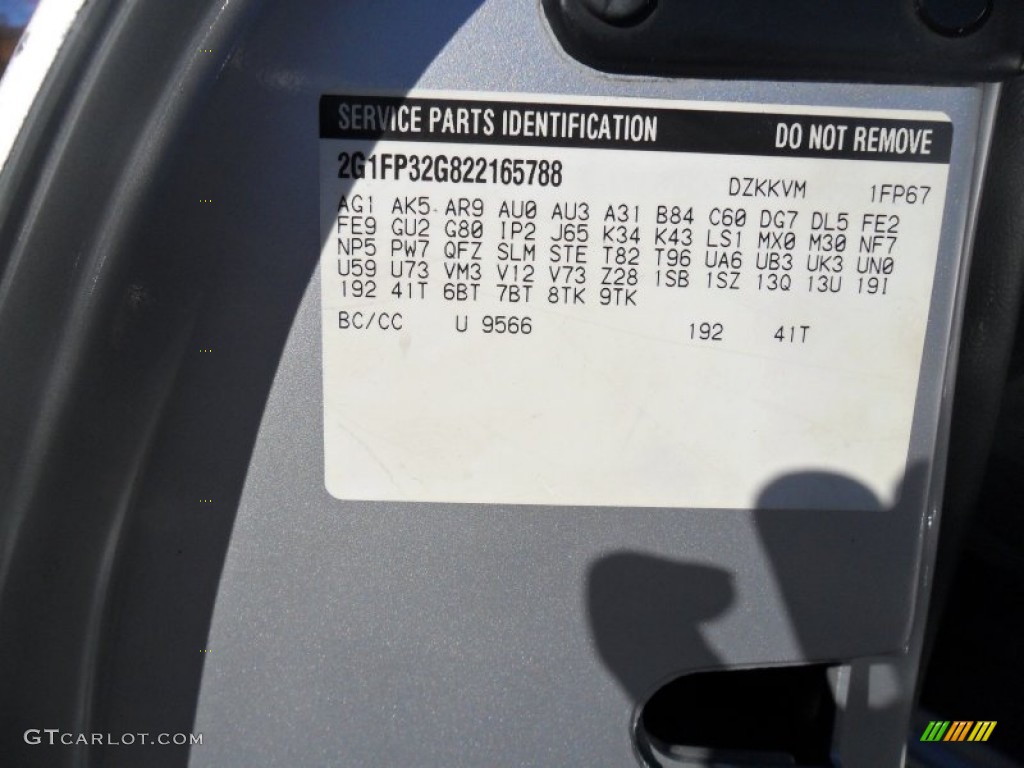 SERVICE PARTS IDENTIFICATION DO NOT REMOVE
2G1FP32G822165788 DZKKVM 1FP67
AG1 AK5 AR9 AU0 AU3 A31 B84 C60 DG7 DL5 FE2
FE9 GU2 G80 IP2 J65 K34 K43 LS1 MX0 M30 NF7
NP5 PW7 QFZ SLM STE T82 T96 UA6 UB3 UK3 UN0
U59 U73 VM3 V12 V73 Z28 1SB 1SZ 13Q 13U 19I
192 41T 6BT 7BT 8TK 9TK
BC/CC U 9566 192 41T
GTCARLOT.COM